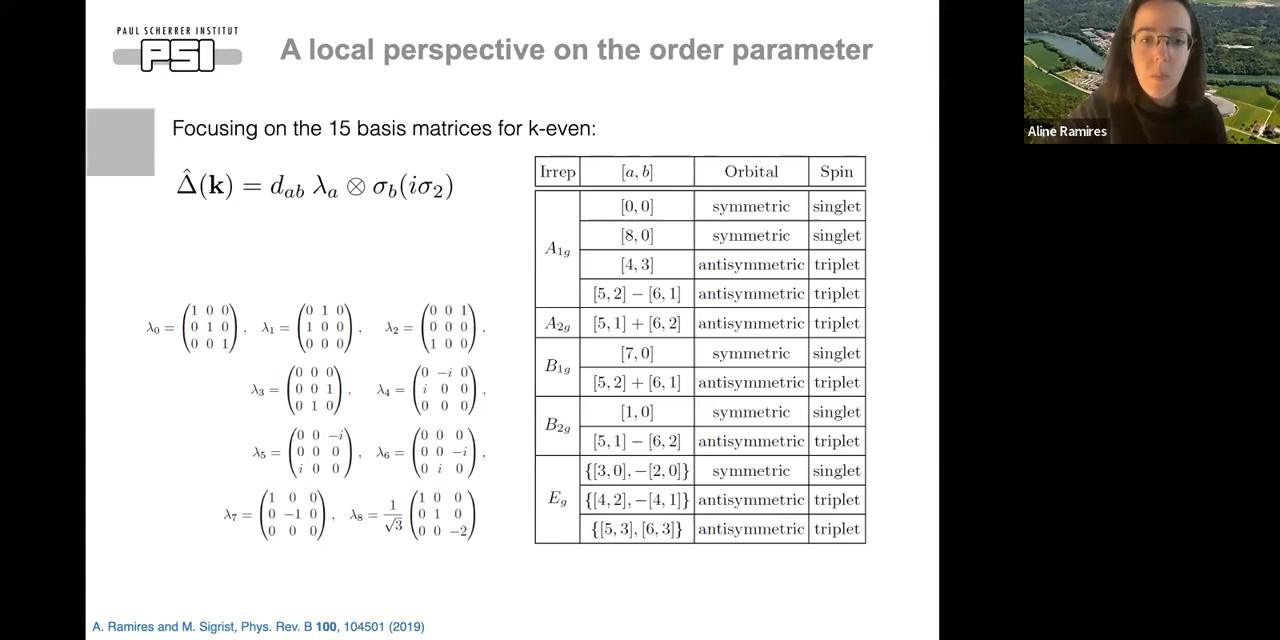 PAUL SCHERRER INSTITUT
PSI
A local perspective on the order parameter
Aline Ramires
Focusing on the 15 basis matrices for k-even:
Δ̂(k) = d_ab λ_a ⊗ σ_b(iσ_2)
Irrep [a, b] Orbital Spin
A_1g
[0, 0] symmetric singlet
[8, 0] symmetric singlet
[4, 3] antisymmetric triplet
[5, 2] − [6, 1] antisymmetric triplet
A_2g [5, 1] + [6, 2] antisymmetric triplet
B_1g
[7, 0] symmetric singlet
[5, 2] + [6, 1] antisymmetric triplet
B_2g
[1, 0] symmetric singlet
[5, 1] − [6, 2] antisymmetric triplet
E_g
{[3, 0], −[2, 0]} symmetric singlet
{[4, 2], −[4, 1]} antisymmetric triplet
{[5, 3], [6, 3]} antisymmetric triplet
λ_0 = (1 0 0
0 1 0
0 0 1),
λ_1 = (0 1 0
1 0 0
0 0 0),
λ_2 = (0 0 1
0 0 0
1 0 0),
λ_3 = (0 0 0
0 0 1
0 1 0),
λ_4 = (0 −i 0
i 0 0
0 0 0),
λ_5 = (0 0 −i
0 0 0
i 0 0),
λ_6 = (0 0 0
0 0 −i
0 i 0),
λ_7 = (1 0 0
0 −1 0
0 0 0),
λ_8 = 1/√3 (1 0 0
0 1 0
0 0 −2)
A. Ramires and M. Sigrist, Phys. Rev. B 100, 104501 (2019)